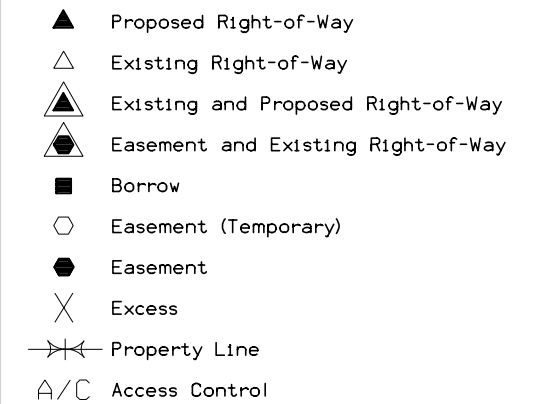 Proposed Right-of-Way
Existing Right-of-Way
Existing and Proposed Right-of-Way
Easement and Existing Right-of-Way
Borrow
Easement (Temporary)
Easement
Excess
Property Line
A/C Access Control